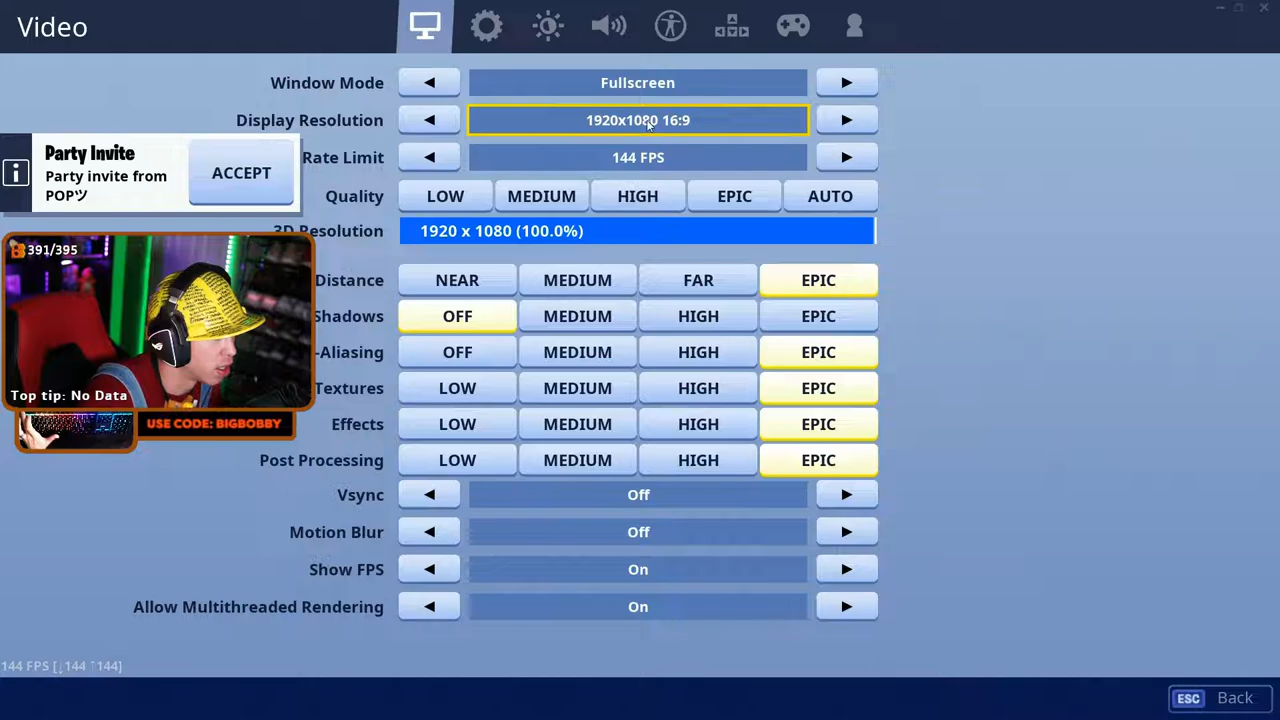 Video
Window Mode Fullscreen
Display Resolution 1920x1080 16:9
Party Invite
Party invite from
POPツ
ACCEPT
Rate Limit 144 FPS
Quality LOW MEDIUM HIGH EPIC AUTO
3D Resolution 1920 x 1080 (100.0%)
391/395
Distance NEAR MEDIUM FAR EPIC
Shadows OFF MEDIUM HIGH EPIC
-Aliasing OFF MEDIUM HIGH EPIC
Textures LOW MEDIUM HIGH EPIC
Top tip: No Data
USE CODE: BIGBOBBY
Effects LOW MEDIUM HIGH EPIC
Post Processing LOW MEDIUM HIGH EPIC
Vsync Off
Motion Blur Off
Show FPS On
Allow Multithreaded Rendering On
144 FPS [↓144 ↑144]
ESC Back